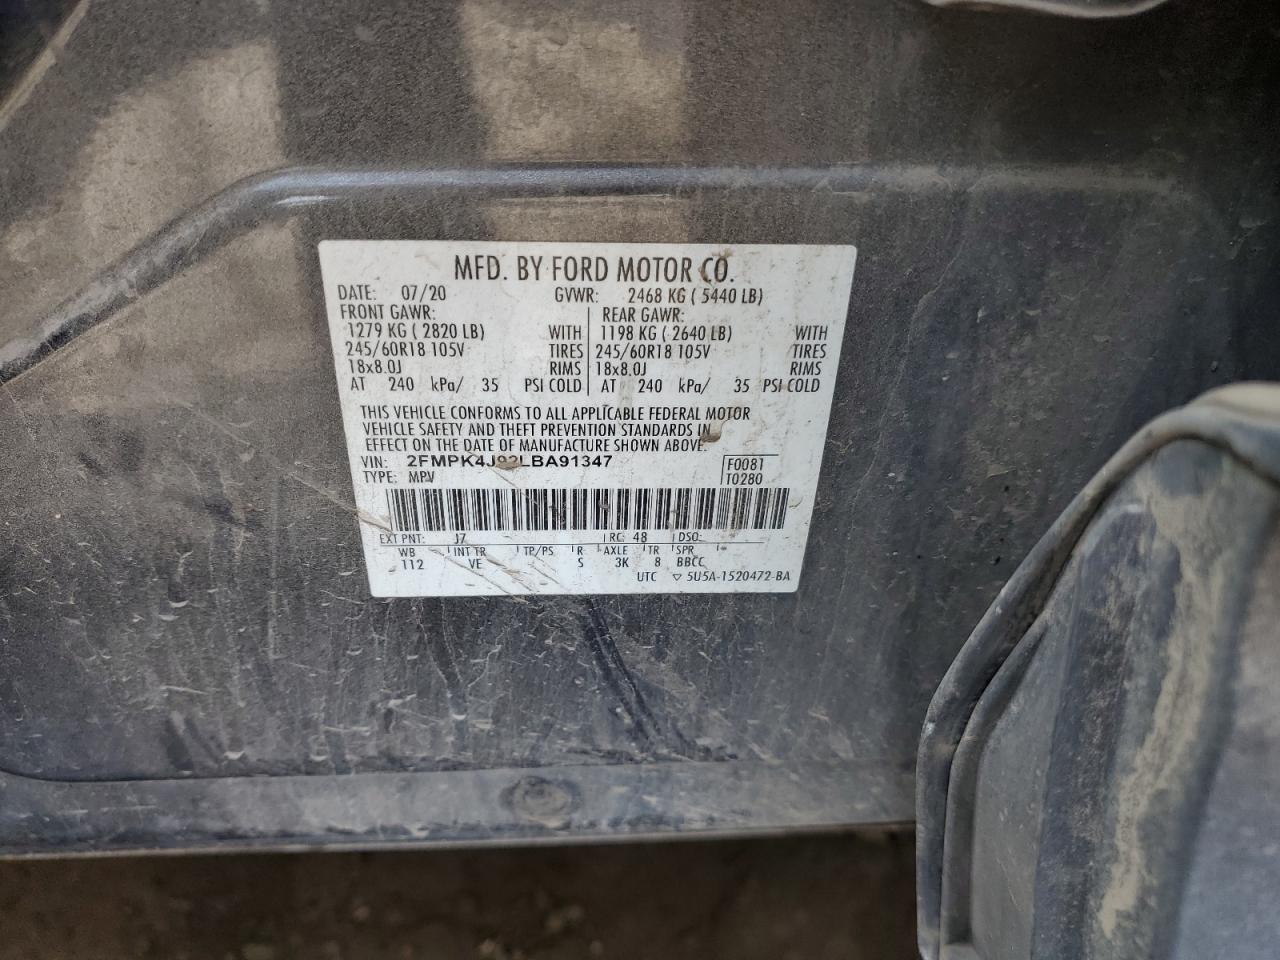 MFD. BY FORD MOTOR CO.
DATE: 07/20 GVWR: 2468 KG ( 5440 LB)
FRONT GAWR: REAR GAWR:
1279 KG ( 2820 LB) WITH 1198 KG ( 2640 LB) WITH
245/60R18 105V TIRES 245/60R18 105V TIRES
18x8.0J RIMS 18x8.0J RIMS
AT 240 kPa/ 35 PSI COLD AT 240 kPa/ 35 PSI COLD
THIS VEHICLE CONFORMS TO ALL APPLICABLE FEDERAL MOTOR
VEHICLE SAFETY AND THEFT PREVENTION STANDARDS IN
EFFECT ON THE DATE OF MANUFACTURE SHOWN ABOVE.
VIN: F0081
TYPE: MPV T0280
EXT PNT: J7 RC: 48 DSO:
WB INT TR TP/PS R AXLE TR SPR
112 VE S 3K 8 BBCC
UTC ▽ 5U5A-1520472-BA